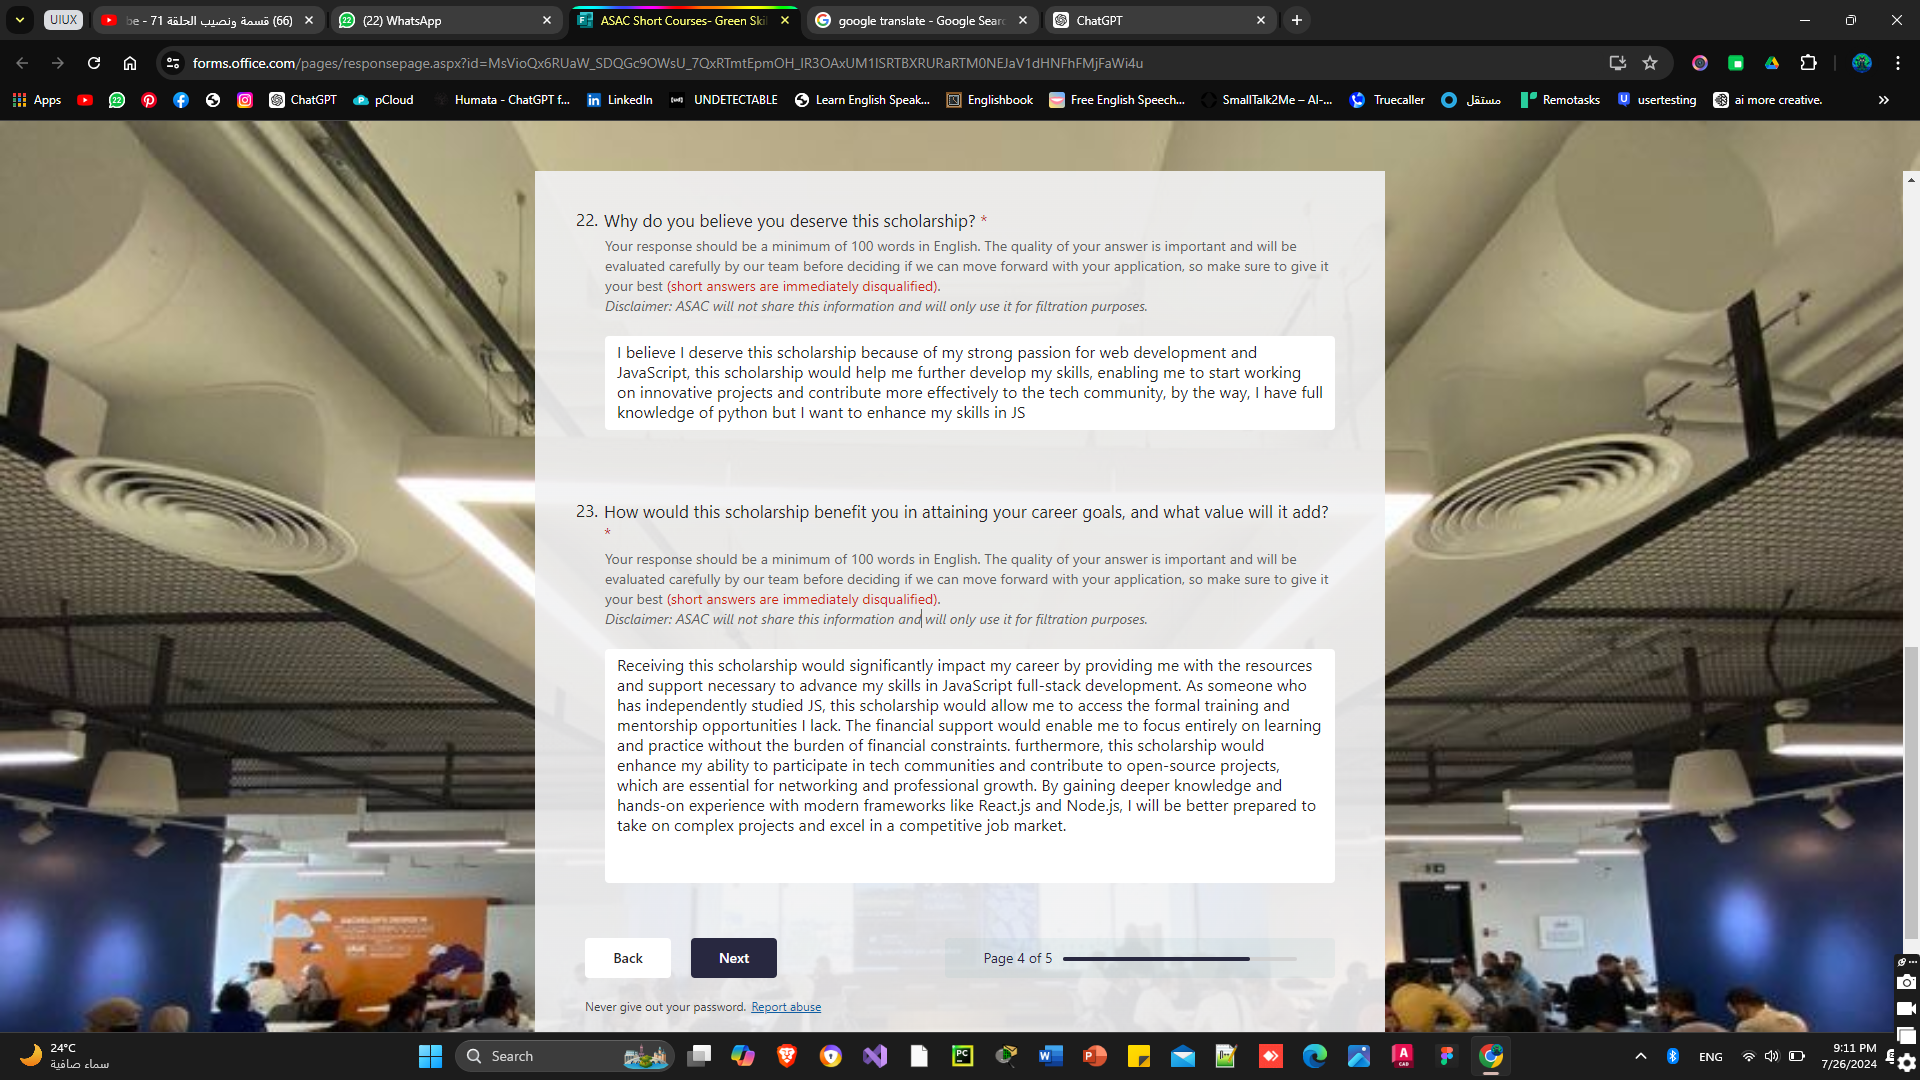 UIUX
(66) قسمة ونصيب الحلقة 71 - be
(22) WhatsApp
ASAC Short Courses- Green Ski
google translate - Google Sear
ChatGPT
forms.office.com/pages/responsepage.aspx?id=MsVioQx6RUaW_SDQGc9OWsU_7QxRTmtEpmOH_IR3OAxUM1lSRTBXRURaRTM0NEJaV1dHNFhFMjFaWi4u
Apps
22
ChatGPT
pCloud
Humata - ChatGPT f...
LinkedIn
UNDETECTABLE
Learn English Speak...
Englishbook
Free English Speech...
SmallTalk2Me – AI-...
Truecaller
مستقل
Remotasks
usertesting
ai more creative.
22. Why do you believe you deserve this scholarship? *
Your response should be a minimum of 100 words in English. The quality of your answer is important and will be
evaluated carefully by our team before deciding if we can move forward with your application, so make sure to give it
your best (short answers are immediately disqualified).
Disclaimer: ASAC will not share this information and will only use it for filtration purposes.
I believe I deserve this scholarship because of my strong passion for web development and
JavaScript, this scholarship would help me further develop my skills, enabling me to start working
on innovative projects and contribute more effectively to the tech community, by the way, I have full
knowledge of python but I want to enhance my skills in JS
23. How would this scholarship benefit you in attaining your career goals, and what value will it add?
*
Your response should be a minimum of 100 words in English. The quality of your answer is important and will be
evaluated carefully by our team before deciding if we can move forward with your application, so make sure to give it
your best (short answers are immediately disqualified).
Disclaimer: ASAC will not share this information and will only use it for filtration purposes.
Receiving this scholarship would significantly impact my career by providing me with the resources
and support necessary to advance my skills in JavaScript full-stack development. As someone who
has independently studied JS, this scholarship would allow me to access the formal training and
mentorship opportunities I lack. The financial support would enable me to focus entirely on learning
and practice without the burden of financial constraints. furthermore, this scholarship would
enhance my ability to participate in tech communities and contribute to open-source projects,
which are essential for networking and professional growth. By gaining deeper knowledge and
hands-on experience with modern frameworks like React.js and Node.js, I will be better prepared to
take on complex projects and excel in a competitive job market.
Back
Next
Page 4 of 5
Never give out your password. Report abuse
24°C
سماء صافية
Search
ENG
9:11 PM
7/26/2024